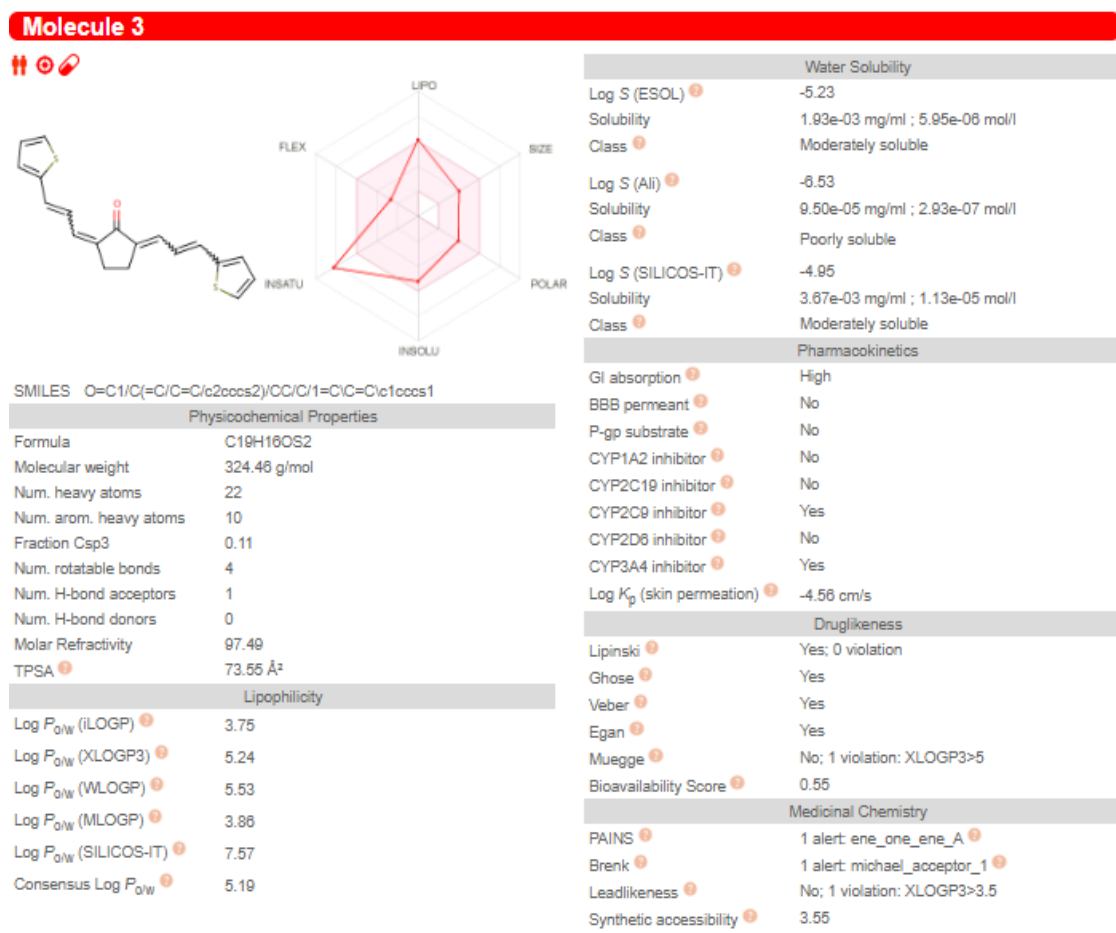 Molecule 3
LIPO
FLEX
SIZE
INSATU
POLAR
INSOLU
O
S
S
SMILES O=C1/C(=C/C=C/c2cccs2)/CC/C/1=C\C=C\c1cccs1
Physicochemical Properties
Formula C19H16OS2
Molecular weight 324.46 g/mol
Num. heavy atoms 22
Num. arom. heavy atoms 10
Fraction Csp3 0.11
Num. rotatable bonds 4
Num. H-bond acceptors 1
Num. H-bond donors 0
Molar Refractivity 97.49
TPSA ? 73.55 Å²
Lipophilicity
Log Po/w (iLOGP) ? 3.75
Log Po/w (XLOGP3) ? 5.24
Log Po/w (WLOGP) ? 5.53
Log Po/w (MLOGP) ? 3.86
Log Po/w (SILICOS-IT) ? 7.57
Consensus Log Po/w ? 5.19
Water Solubility
Log S (ESOL) ? -5.23
Solubility 1.93e-03 mg/ml ; 5.95e-06 mol/l
Class ? Moderately soluble
Log S (Ali) ? -6.53
Solubility 9.50e-05 mg/ml ; 2.93e-07 mol/l
Class ? Poorly soluble
Log S (SILICOS-IT) ? -4.95
Solubility 3.67e-03 mg/ml ; 1.13e-05 mol/l
Class ? Moderately soluble
Pharmacokinetics
GI absorption ? High
BBB permeant ? No
P-gp substrate ? No
CYP1A2 inhibitor ? No
CYP2C19 inhibitor ? No
CYP2C9 inhibitor ? Yes
CYP2D6 inhibitor ? No
CYP3A4 inhibitor ? Yes
Log Kp (skin permeation) ? -4.56 cm/s
Druglikeness
Lipinski ? Yes; 0 violation
Ghose ? Yes
Veber ? Yes
Egan ? Yes
Muegge ? No; 1 violation: XLOGP3>5
Bioavailability Score ? 0.55
Medicinal Chemistry
PAINS ? 1 alert: ene_one_ene_A ?
Brenk ? 1 alert: michael_acceptor_1 ?
Leadlikeness ? No; 1 violation: XLOGP3>3.5
Synthetic accessibility ? 3.55